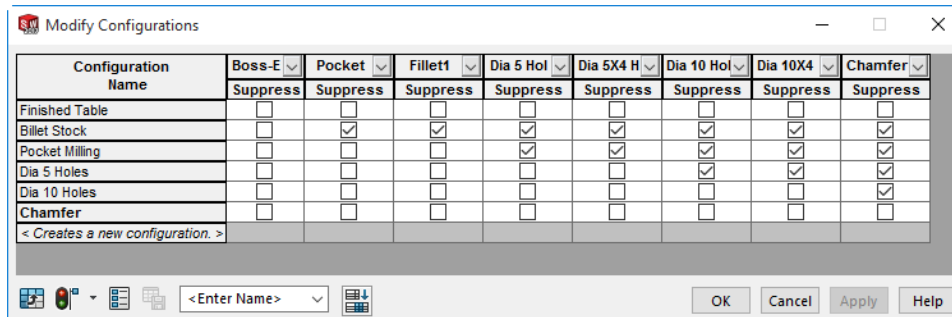 Modify Configurations
Configuration Name Boss-E Pocket Fillet1 Dia 5 Hol Dia 5X4 H Dia 10 Hol Dia 10X4 Chamfer
Suppress Suppress Suppress Suppress Suppress Suppress Suppress Suppress
Finished Table
Billet Stock
Pocket Milling
Dia 5 Holes
Dia 10 Holes
Chamfer
< Creates a new configuration. >
<Enter Name> OK Cancel Apply Help